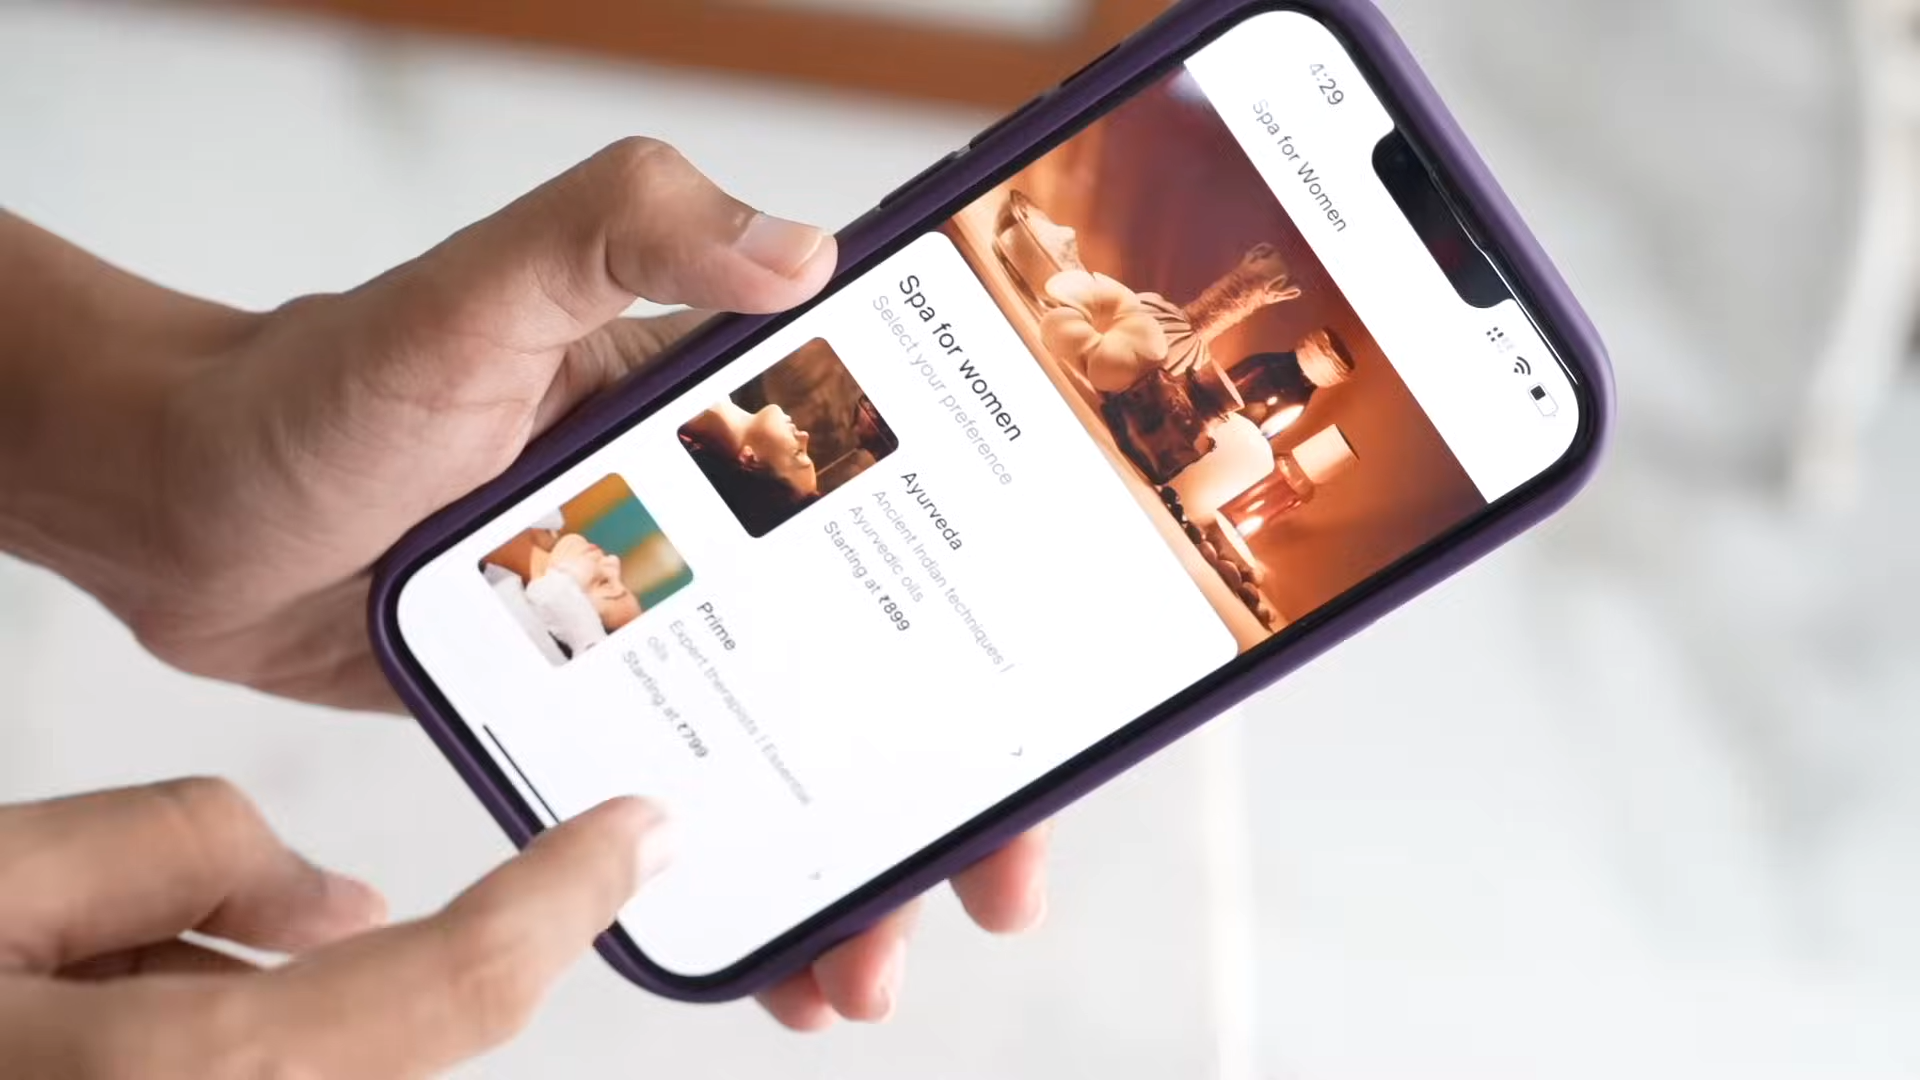 4:29
Spa for Women
Spa for women
Select your preference
Ayurveda
Ancient Indian techniques |
Ayurvedic oils
Starting at ₹899
Prime
Expert therapists | Essential
oils
Starting at ₹799